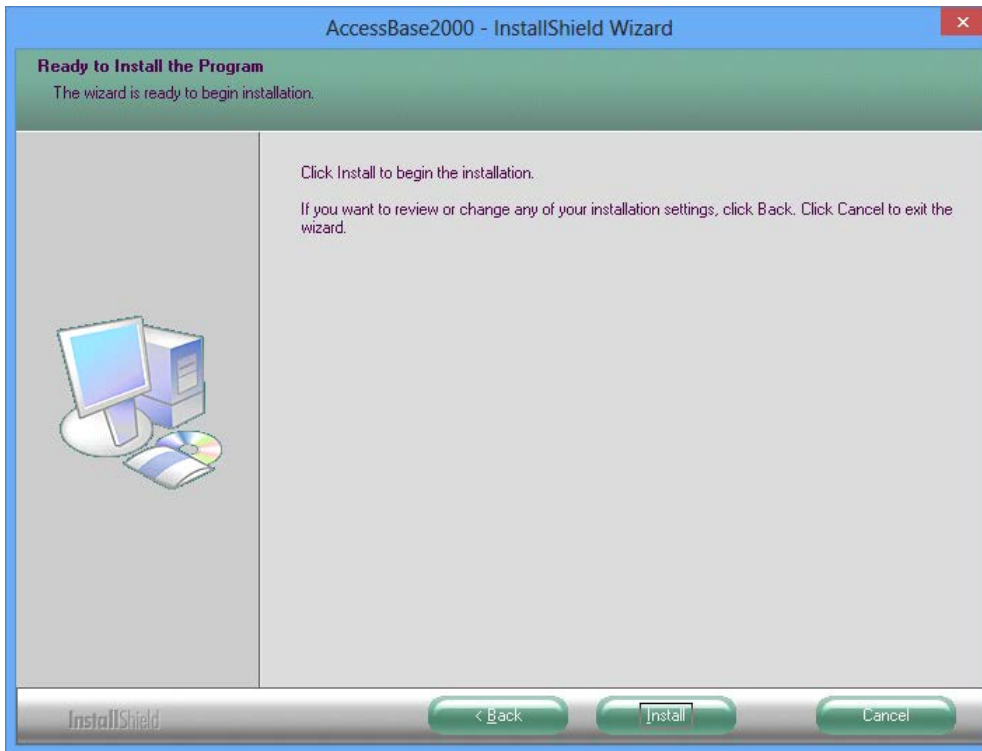 AccessBase2000 - InstallShield Wizard
Ready to Install the Program
The wizard is ready to begin installation.
Click Install to begin the installation.
If you want to review or change any of your installation settings, click Back. Click Cancel to exit the
wizard.
InstallShield
< Back
Install
Cancel